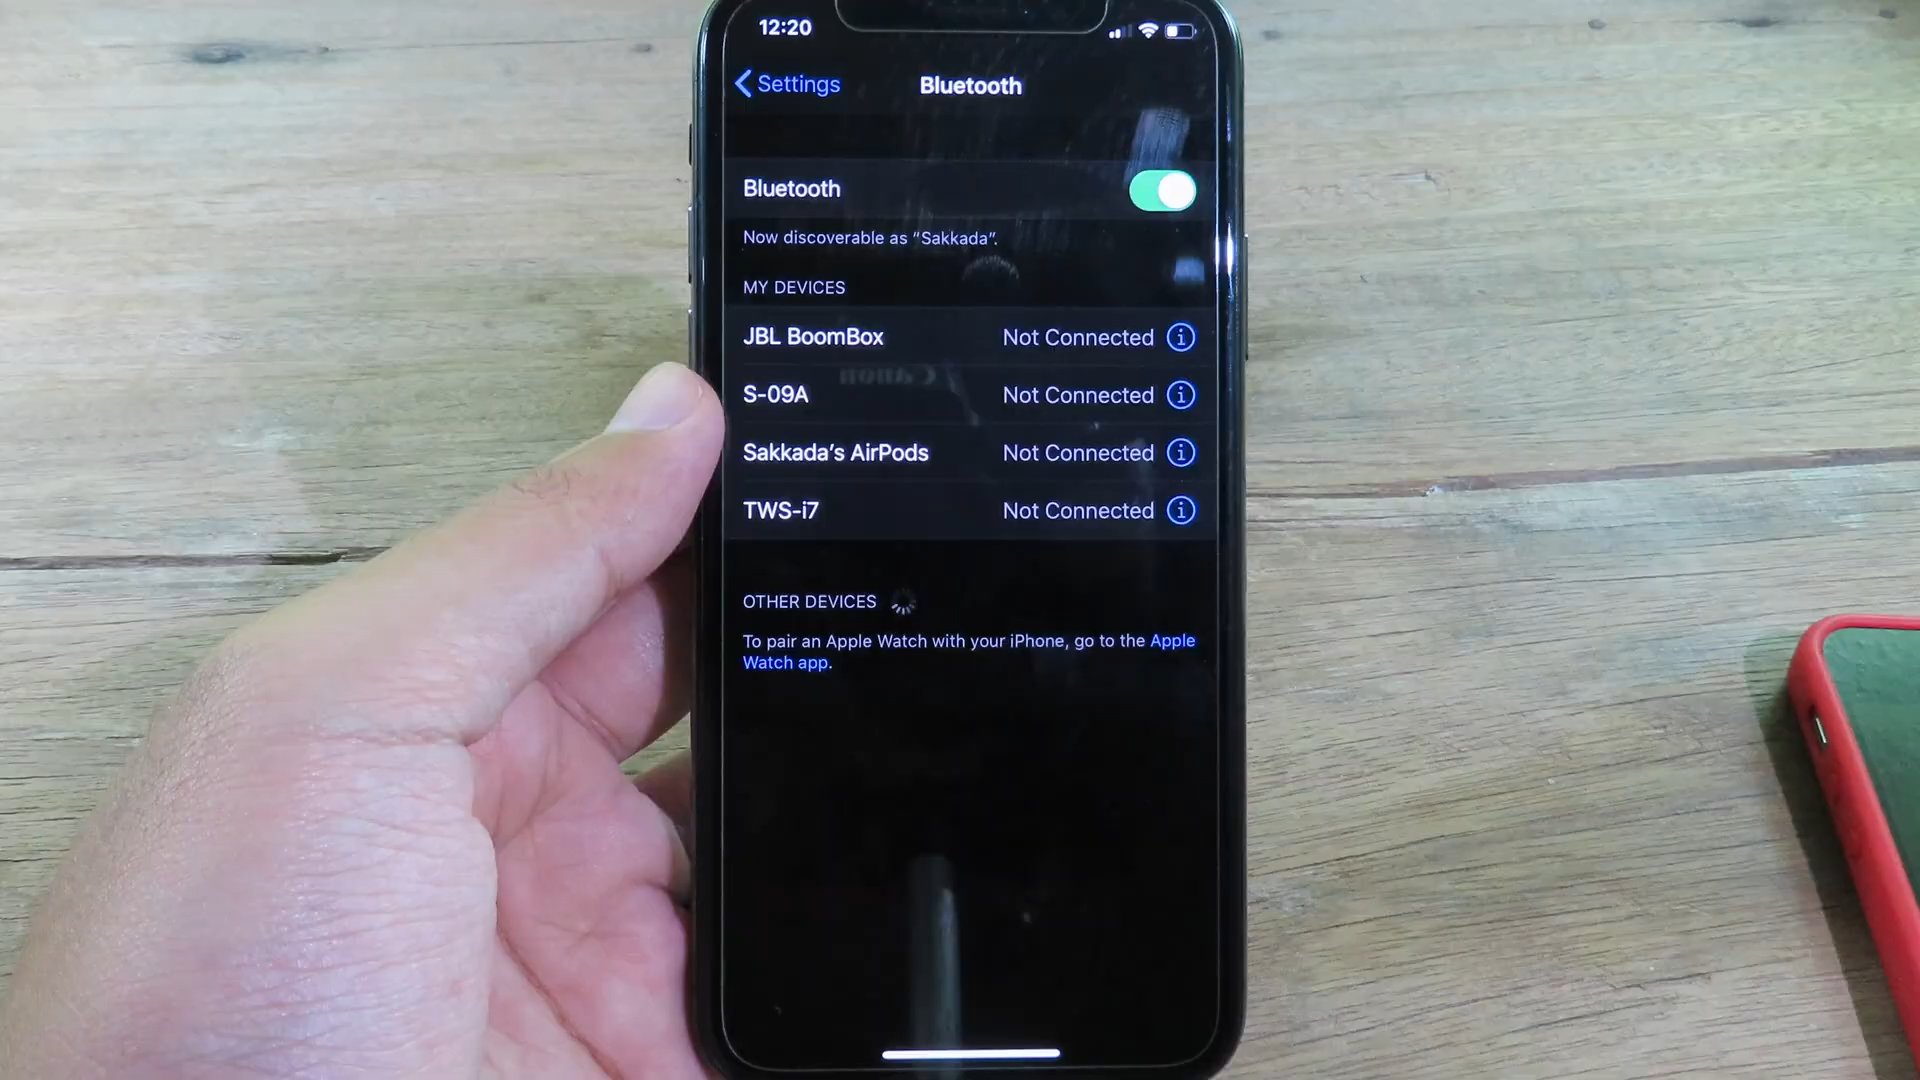 12:20
Settings
Bluetooth
Bluetooth
Now discoverable as “Sakkada”.
MY DEVICES
JBL BoomBox Not Connected
Canon
S-09A Not Connected
Sakkada’s AirPods Not Connected
TWS-i7 Not Connected
OTHER DEVICES
To pair an Apple Watch with your iPhone, go to the Apple
Watch app.